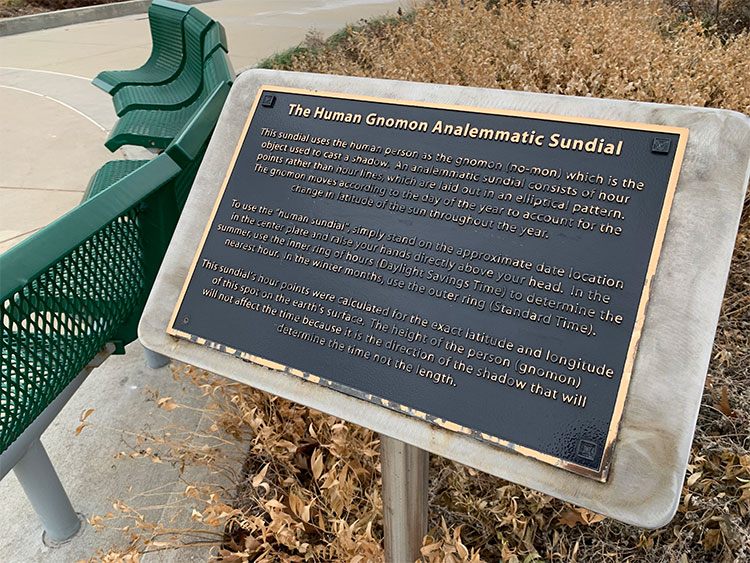 The Human Gnomon Analemmatic Sundial
This sundial uses the human person as the gnomon (no-mon) which is the
object used to cast a shadow. An analemmatic sundial consists of hour
points rather than hour lines which are laid out in an elliptical pattern.
The gnomon moves according to the day of the year to account for the
change in latitude of the sun throughout the year.
To use the "human sundial", simply stand on the approximate date location
in the center plate and raise your hands directly above your head. In the
summer, use the inner ring of hours (Daylight Savings Time) to determine the
nearest hour. In the winter months, use the outer ring (Standard Time).
This sundial's hour points were calculated for the exact latitude and longitude
of this spot on the earth's surface. The height of the person (gnomon)
will not affect the time because it is the direction of the shadow that will
determine the time not the length.